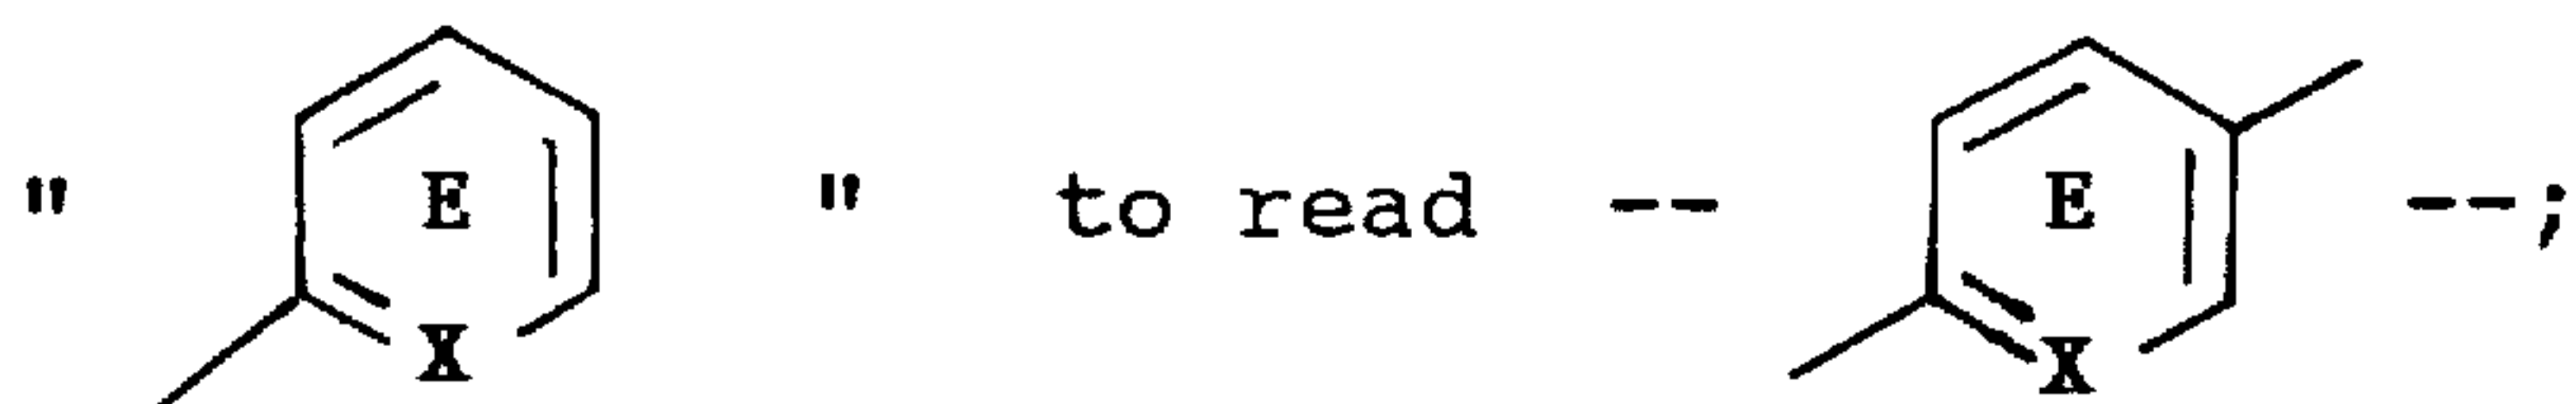 " E X " to read -- E X --;